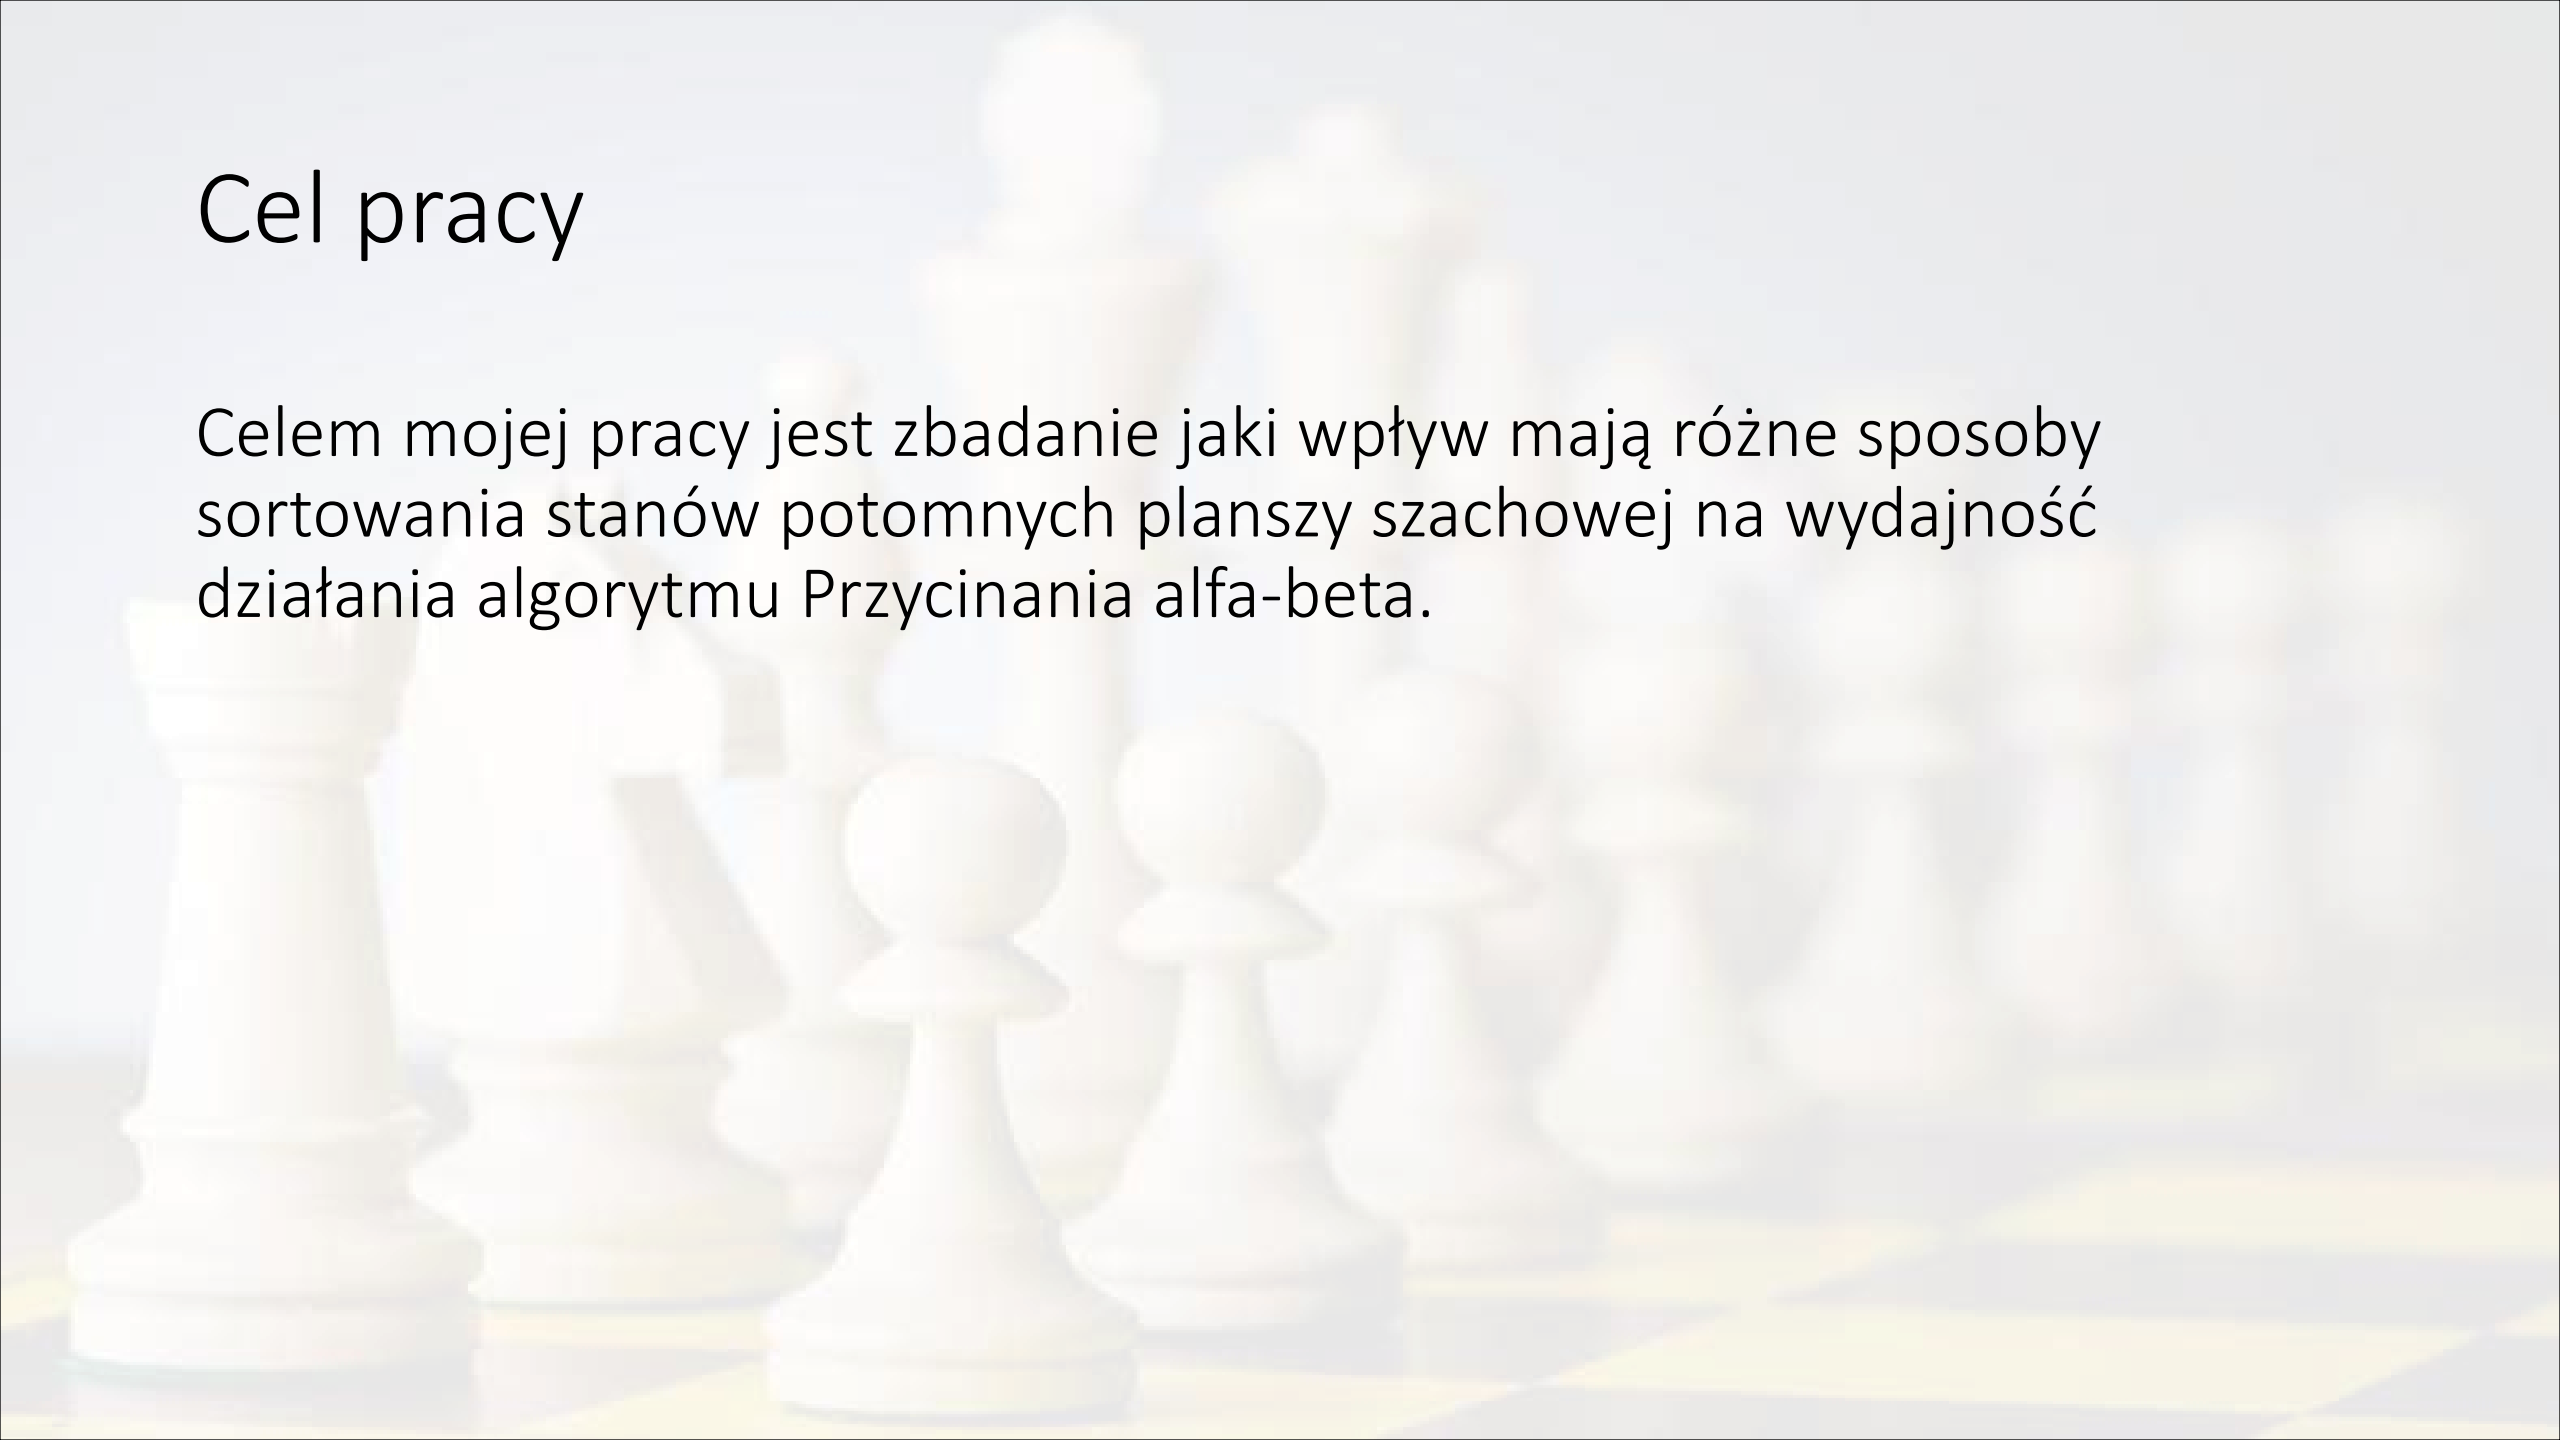 Cel pracy
Celem mojej pracy jest zbadanie jaki wpływ mają różne sposoby
sortowania stanów potomnych planszy szachowej na wydajność
działania algorytmu Przycinania alfa-beta.